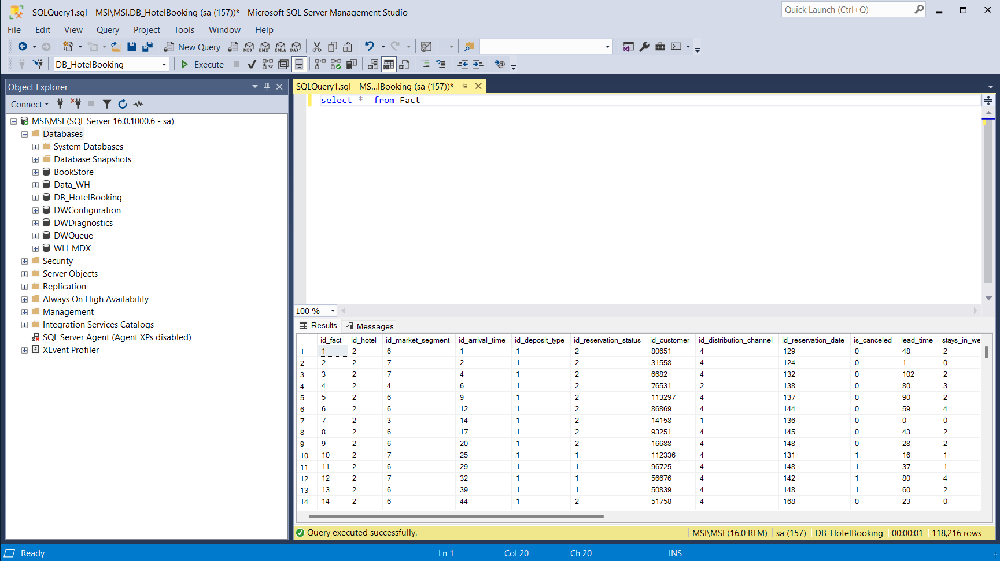 SQLQuery1.sql - MSI\MSI.DB_HotelBooking (sa (157))* - Microsoft SQL Server Management Studio
Quick Launch (Ctrl+Q)
File Edit View Query Project Tools Window Help
New Query MDX DMX XMLA DAX
DB_HotelBooking Execute
Object Explorer
Connect
MSI\MSI (SQL Server 16.0.1000.6 - sa)
Databases
System Databases
Database Snapshots
BookStore
Data_WH
DB_HotelBooking
DWConfiguration
DWDiagnostics
DWQueue
WH_MDX
Security
Server Objects
Replication
Always On High Availability
Management
Integration Services Catalogs
SQL Server Agent (Agent XPs disabled)
XEvent Profiler
SQLQuery1.sql - MS...lBooking (sa (157))*
select * from Fact
100 %
Results Messages
id_fact id_hotel id_market_segment id_arrival_time id_deposit_type id_reservation_status id_customer id_distribution_channel id_reservation_date is_canceled lead_time stays_in_we
1 1 2 6 1 1 2 80651 4 129 0 48 2
2 2 2 7 2 1 2 31558 4 124 0 1 0
3 3 2 7 4 1 2 6682 4 132 0 102 2
4 4 2 4 6 1 2 76531 2 138 0 80 3
5 5 2 6 9 1 2 113297 4 137 0 90 2
6 6 2 6 12 1 2 86869 4 144 0 59 4
7 7 2 3 14 1 2 14158 1 136 0 0 0
8 8 2 6 17 1 2 93251 4 145 0 43 2
9 9 2 6 20 1 2 16688 4 148 0 28 2
10 10 2 7 25 1 1 112336 4 131 1 16 1
11 11 2 6 29 1 1 96725 4 148 1 37 1
12 12 2 7 32 1 1 56676 4 142 1 80 4
13 13 2 6 39 1 1 50839 4 148 1 60 2
14 14 2 6 44 1 2 51758 4 168 0 23 0
Query executed successfully. MSI\MSI (16.0 RTM) sa (157) DB_HotelBooking 00:00:01 118,216 rows
Ready Ln 1 Col 20 Ch 20 INS